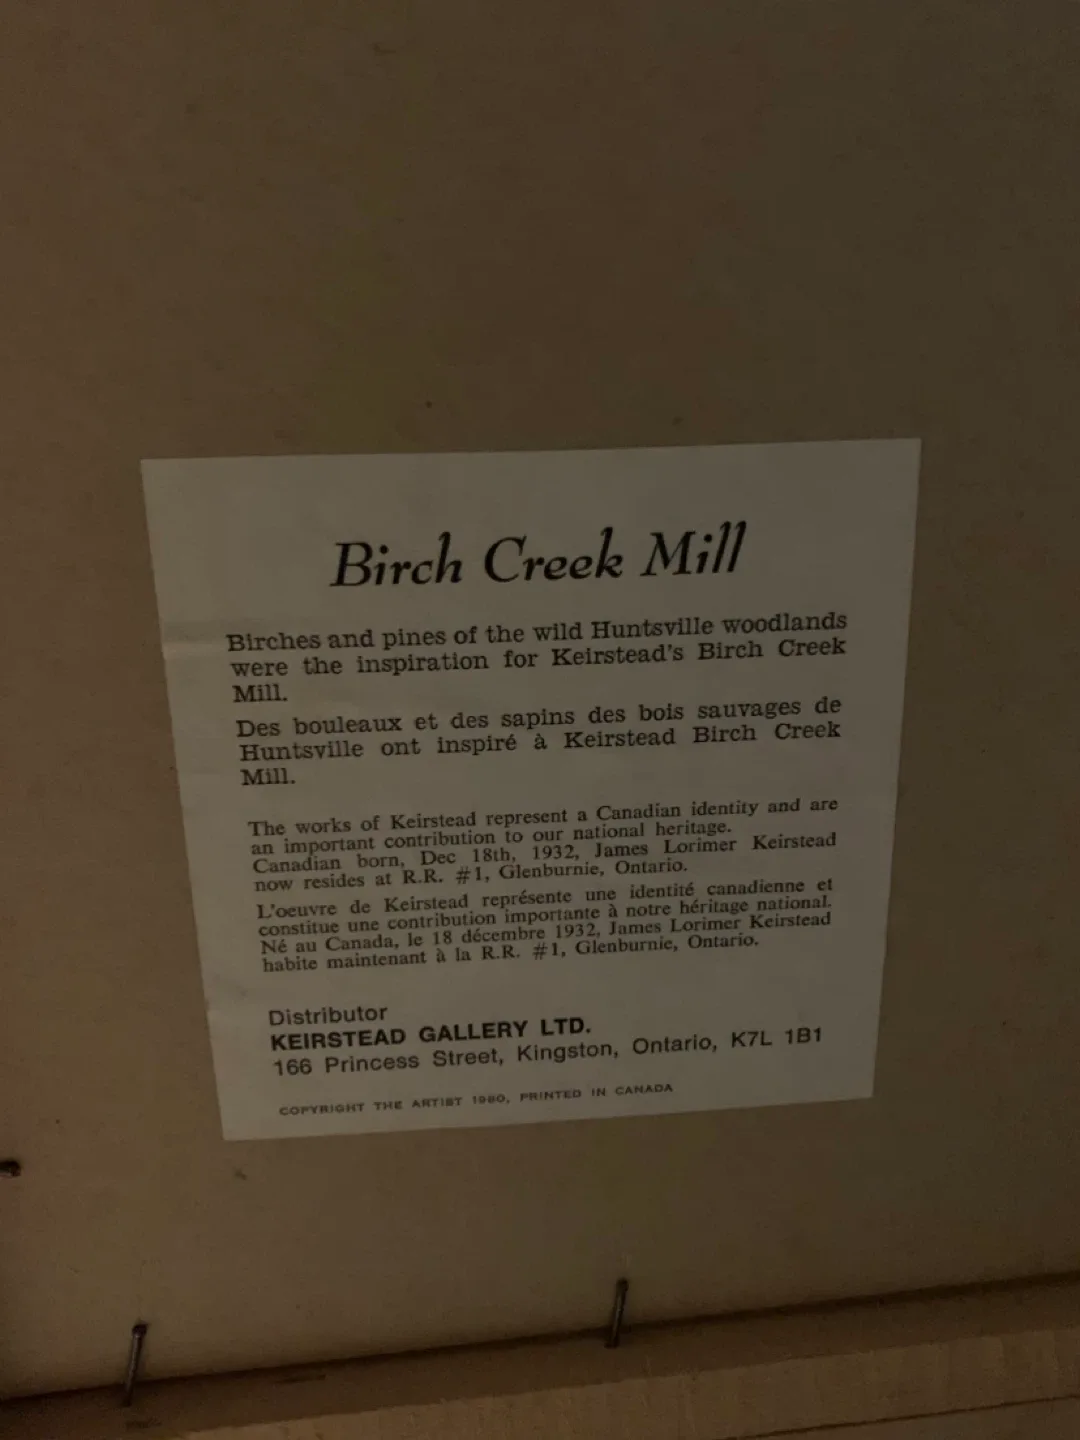 Birch Creek Mill
Birches and pines of the wild Huntsville woodlands
were the inspiration for Keirstead's Birch Creek
Mill.
Des bouleaux et des sapins des bois sauvages de
Huntsville ont inspiré à Keirstead Birch Creek
Mill.
The works of Keirstead represent a Canadian identity and are
an important contribution to our national heritage.
Canadian born, Dec 18th, 1932, James Lorimer Keirstead
now resides at R.R. #1, Glenburnie, Ontario.
L'oeuvre de Keirstead représente une identité canadienne et
constitue une contribution importante à notre héritage national.
Né au Canada, le 18 décembre 1932, James Lorimer Keirstead
habite maintenant à la R.R. #1, Glenburnie, Ontario.
Distributor
KEIRSTEAD GALLERY LTD.
166 Princess Street, Kingston, Ontario, K7L 1B1
COPYRIGHT THE ARTIST 1980, PRINTED IN CANADA